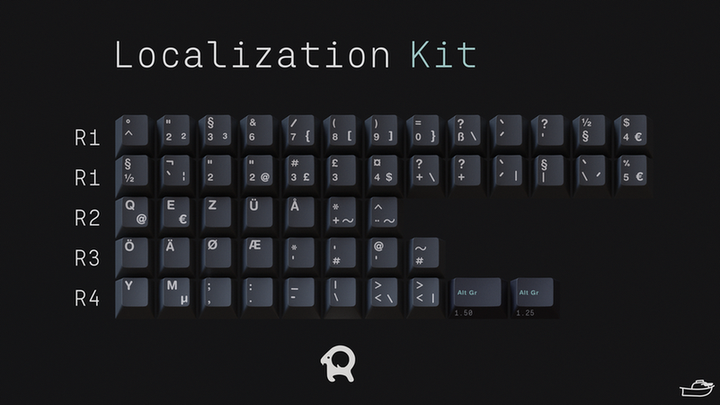 Localization Kit
R1 ° ^ " 2 ² § 3 ³ & 6 / 7 { ( 8 [ ) 9 ] = 0 } ? ß \ ` ´ ? ' ½ § $ 4 €
R1 § ½ ¬ ` ¦ " 2 " 2 @ # 3 £ £ 3 ¤ 4 $ ? + \ ? + ` ´ | § | \ ` ´ % 5 €
R2 Q @ E € Z Ü Å * + ~ ^ ¨ ~
R3 Ö Ä Ø Æ * ' ' # @ ' ~ #
R4 Y M µ ; , : . _ - | \ > < \ > < | Alt Gr Alt Gr
1.50 1.25